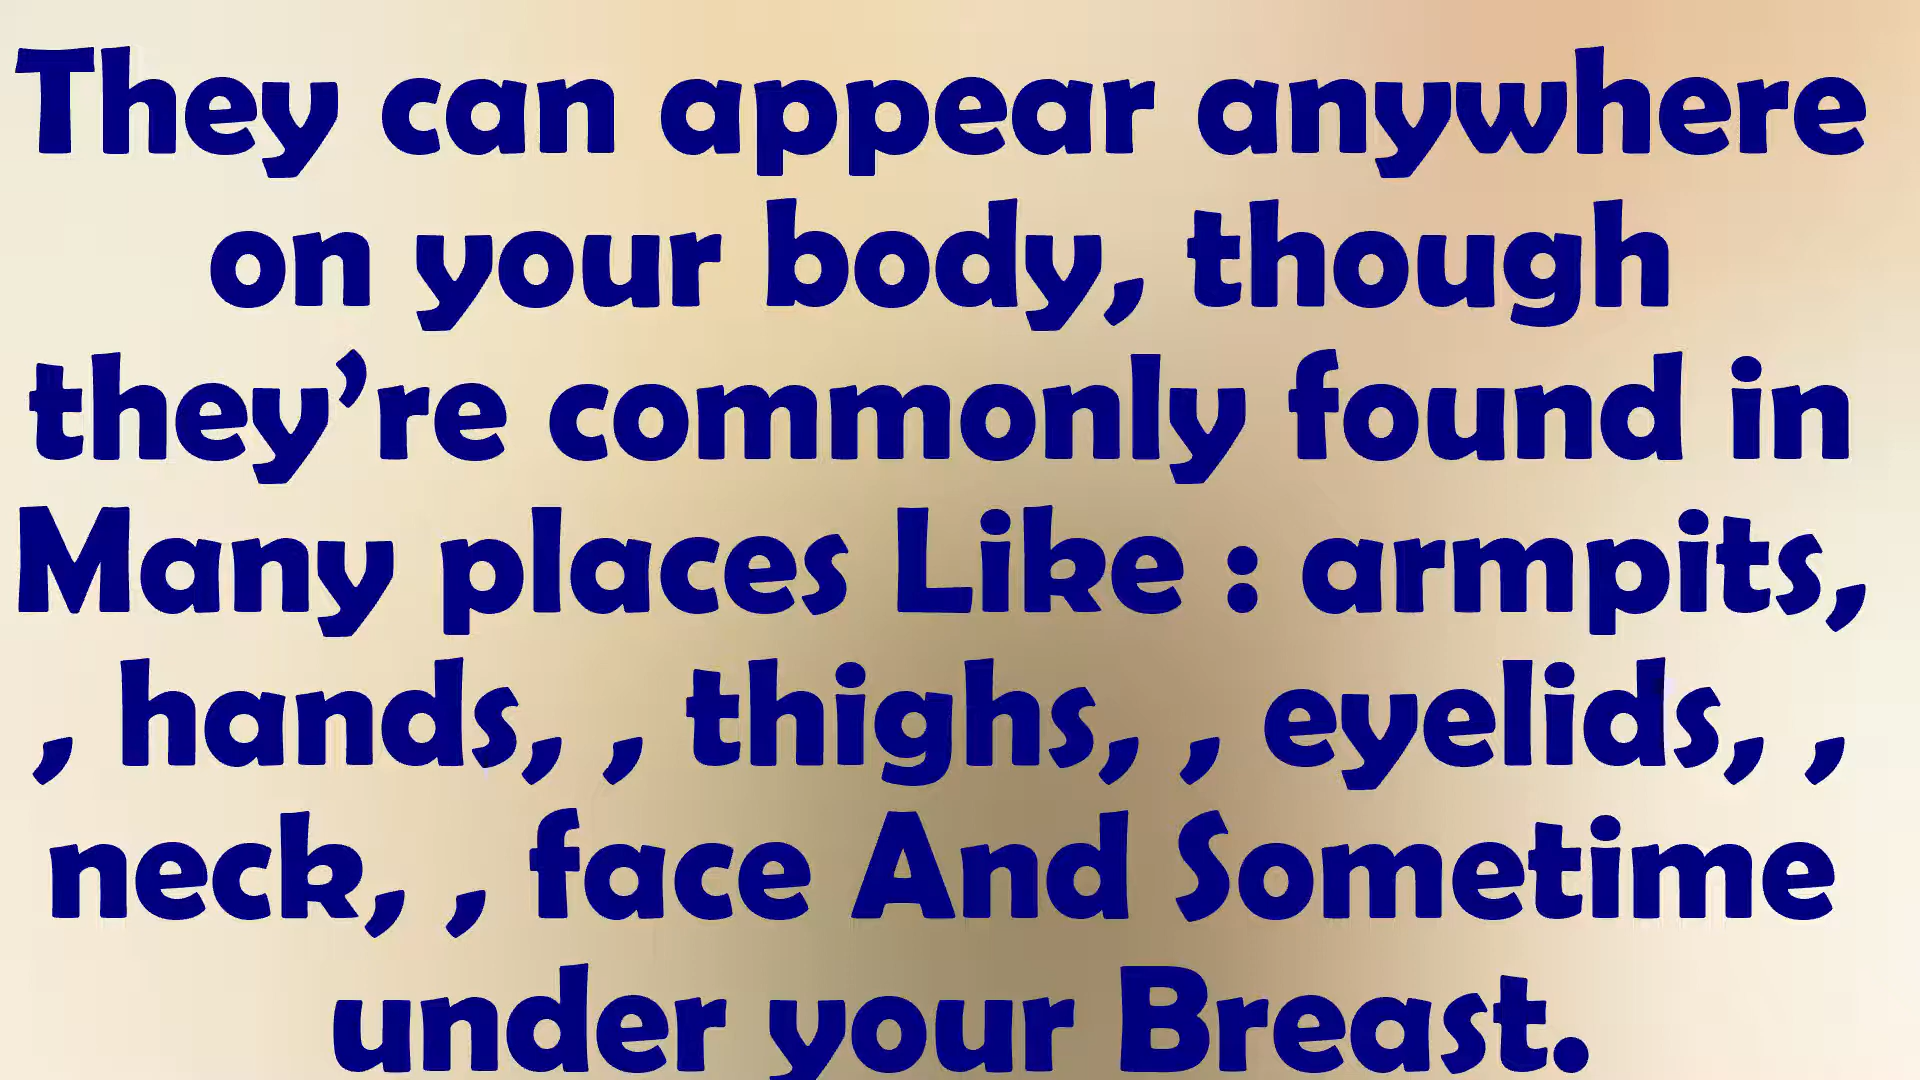 They can appear anywhere
on your body, though
they’re commonly found in
Many places Like : armpits,
, hands, , thighs, , eyelids, ,
neck, , face And Sometime
under your Breast.